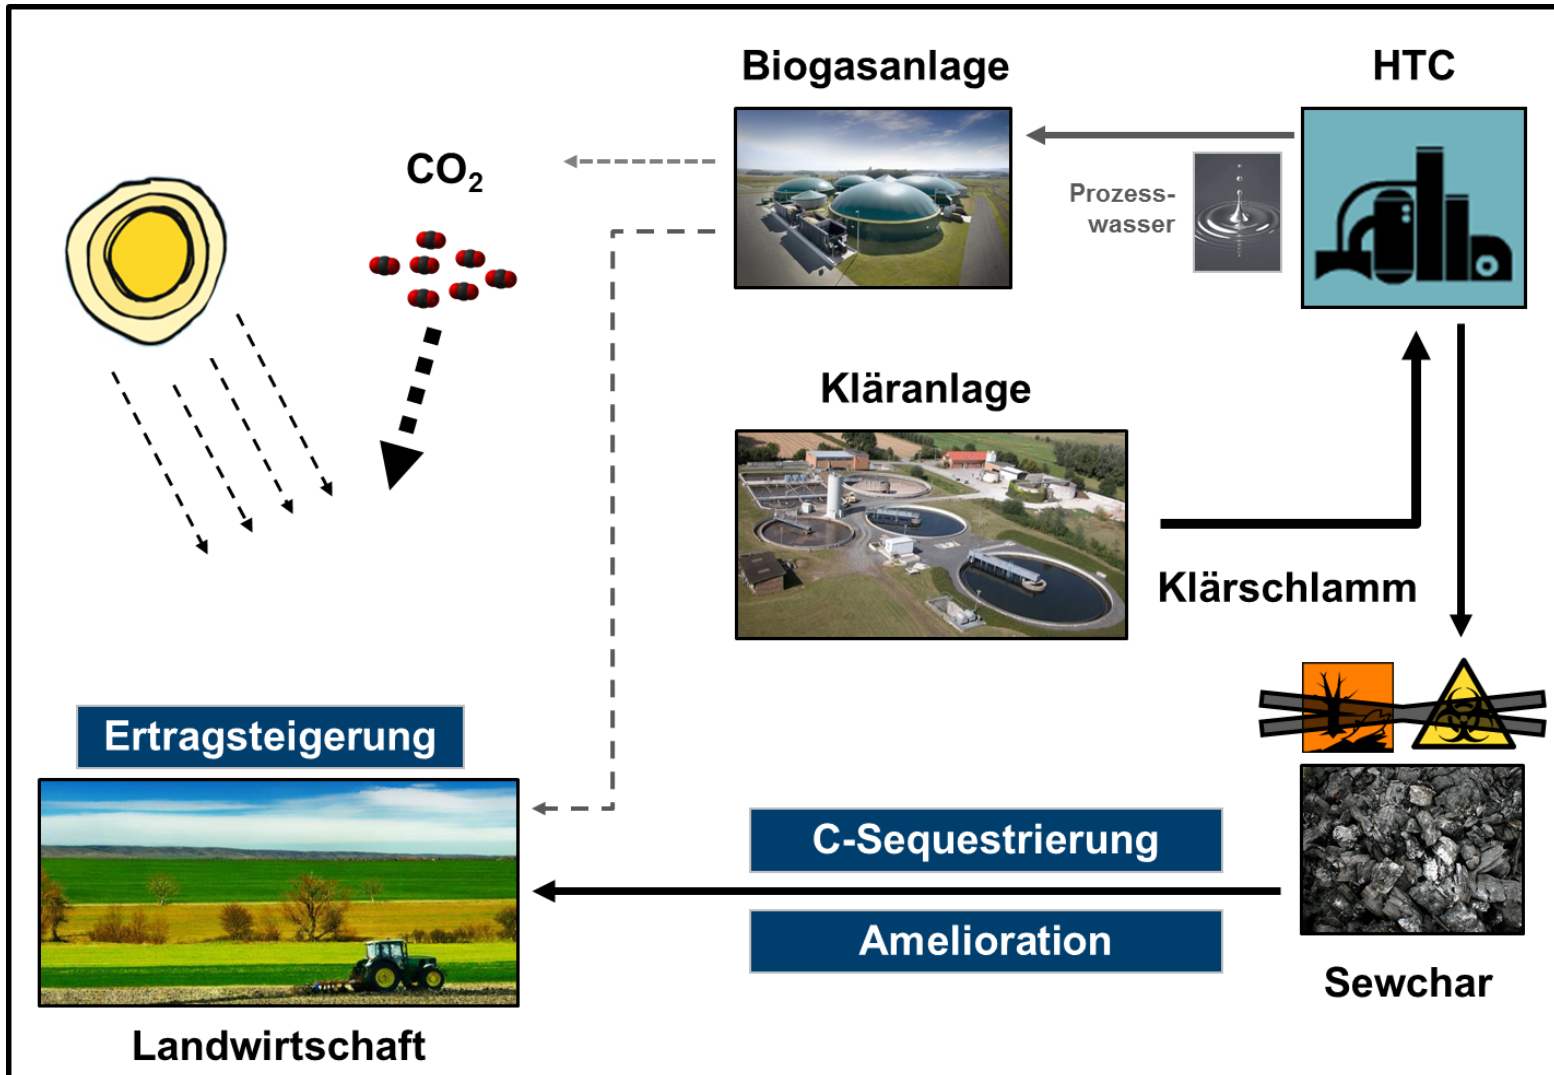 Biogasanlage
HTC
CO₂
Prozess-
wasser
Kläranlage
Klärschlamm
Ertragsteigerung
C-Sequestrierung
Amelioration
Sewchar
Landwirtschaft